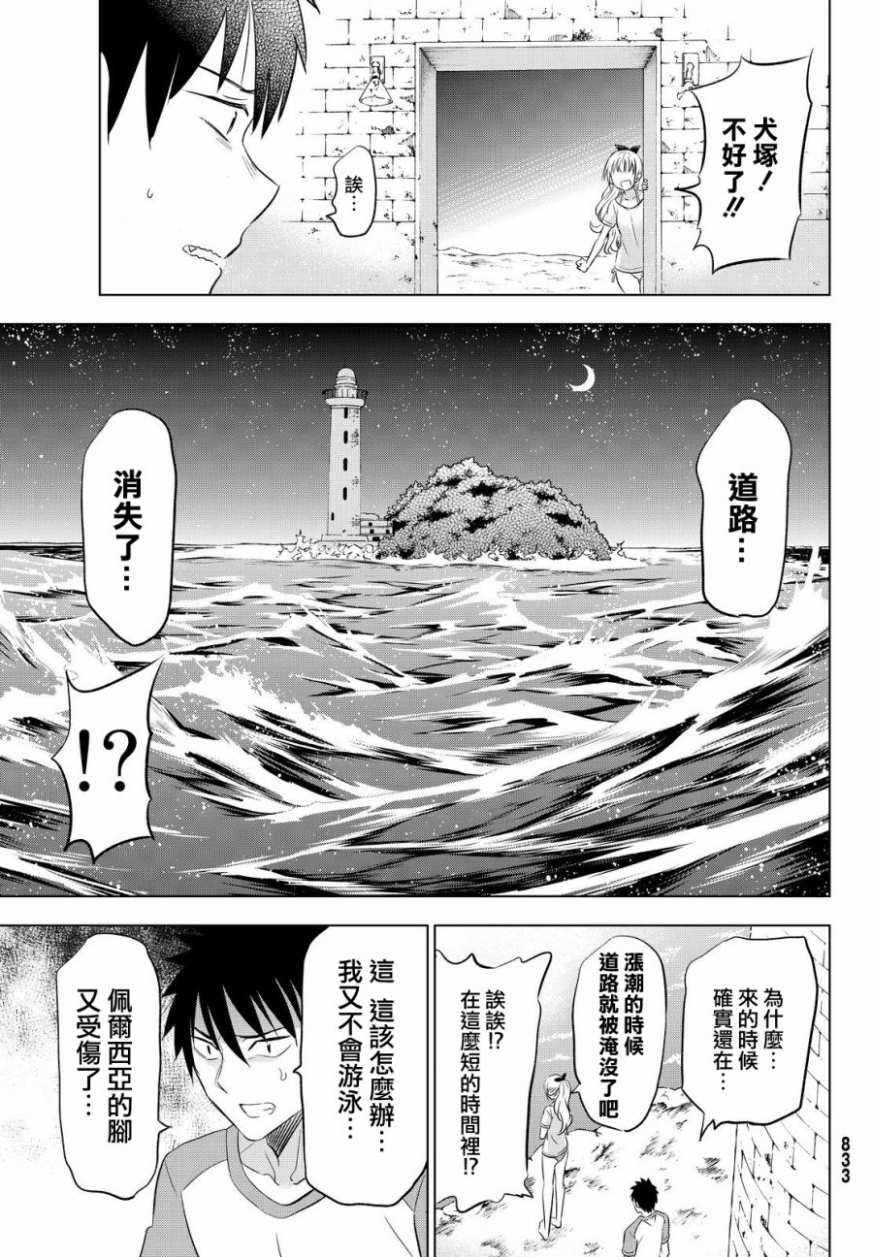 犬塚！
不好了!!
誒…
道路…
消失了…
!?
為什麼…
來的時候
確實還在…
漲潮的時候
道路就被淹沒了吧
誒誒!?
在這麼短的時間裡!?
這 這該怎麼辦…
我又不會游泳…
佩爾西亞的腳
又受傷了…
833